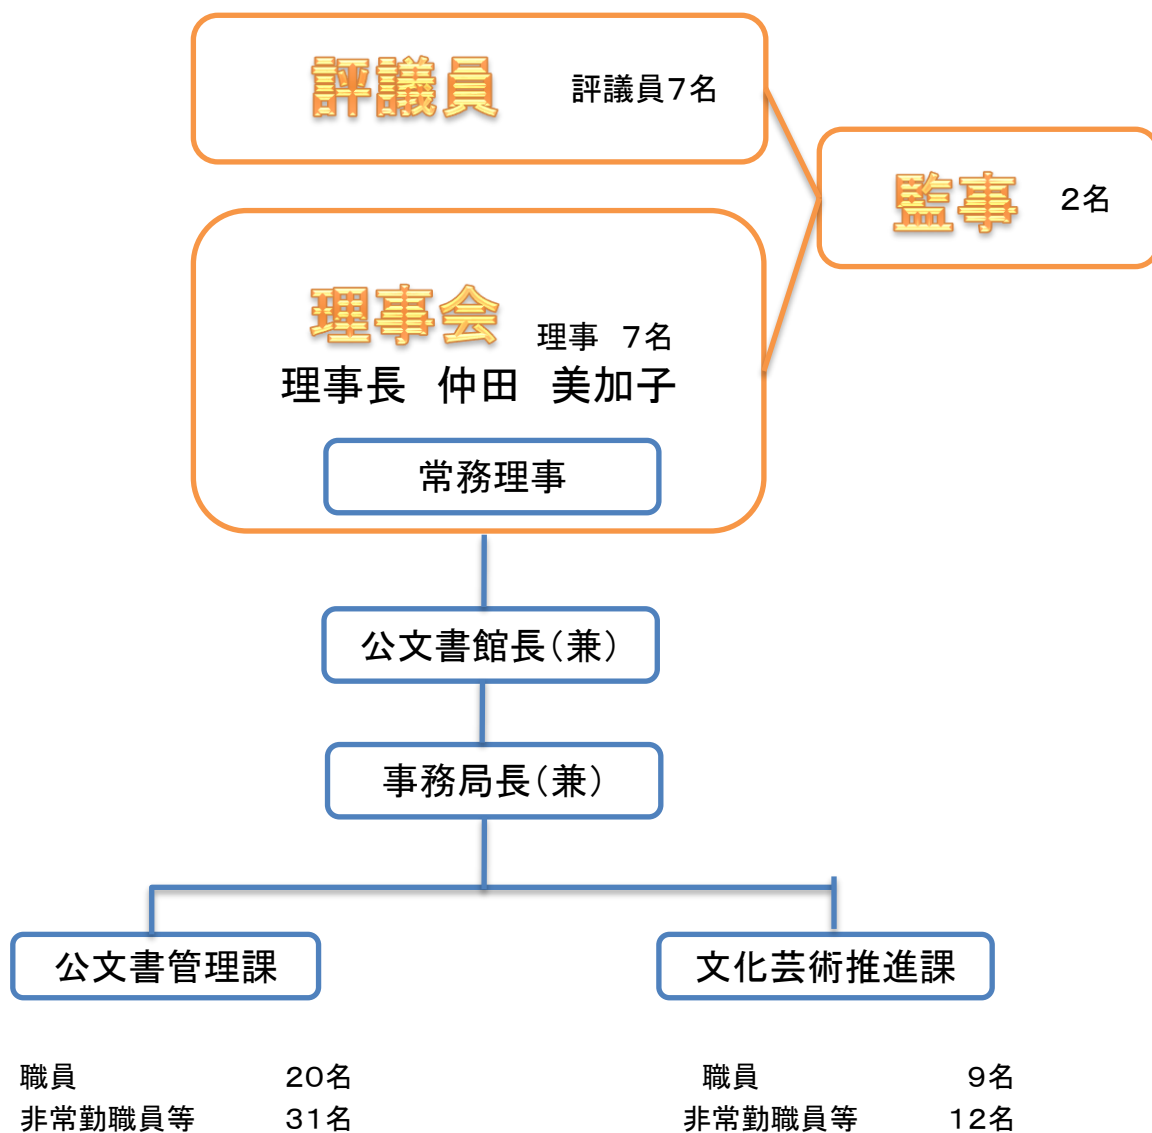 評議員 評議員7名
監事 2名
理事会 理事 7名
理事長 仲田 美加子
常務理事
公文書館長(兼)
事務局長(兼)
公文書管理課
文化芸術推進課
職員 20名
非常勤職員等 31名
職員 9名
非常勤職員等 12名